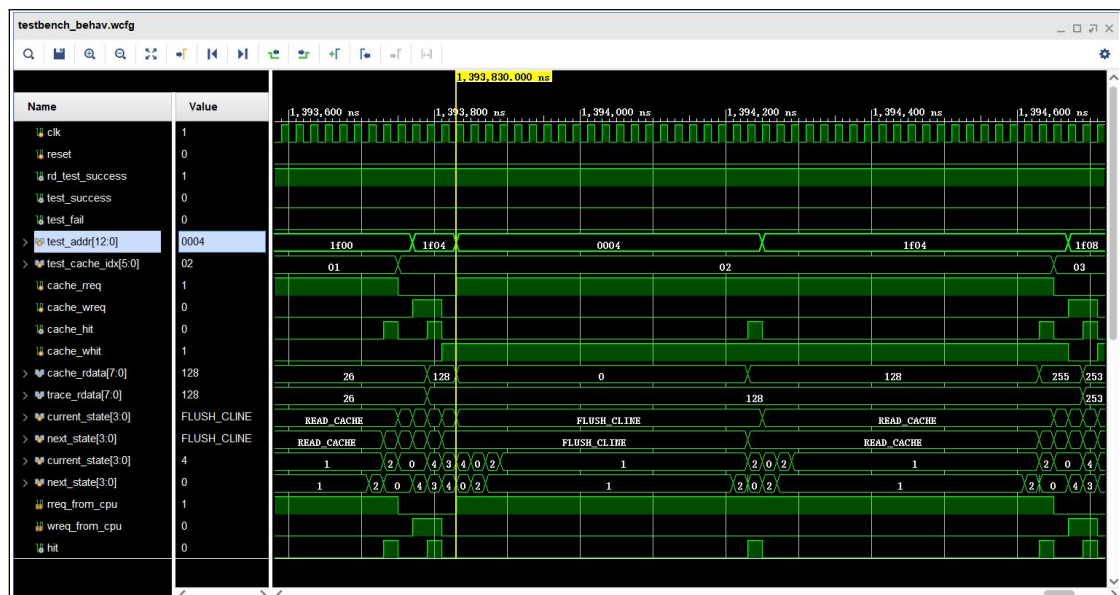 testbench_behav.wcfg
1,393,830.000 ns
Name Value 1,393,600 ns 1,393,800 ns 1,394,000 ns 1,394,200 ns 1,394,400 ns 1,394,600 ns
clk 1
reset 0
rd_test_success 1
test_success 0
test_fail 0
test_addr[12:0] 0004 1f00 1f04 0004 1f04 1f08
test_cache_idx[5:0] 02 01 02 03
cache_rreq 1
cache_wreq 0
cache_hit 0
cache_whit 1
cache_rdata[7:0] 128 26 128 0 128 255 253
trace_rdata[7:0] 128 26 128 253
current_state[3:0] FLUSH_CLINE READ_CACHE FLUSH_CLINE READ_CACHE
next_state[3:0] FLUSH_CLINE READ_CACHE FLUSH_CLINE READ_CACHE
current_state[3:0] 4 1 2 0 4 3 4 0 2 1 2 0 2 1 2 0 4
next_state[3:0] 0 1 2 0 4 3 4 0 2 1 2 0 2 1 2 0 4 3
rreq_from_cpu 1
wreq_from_cpu 0
hit 0